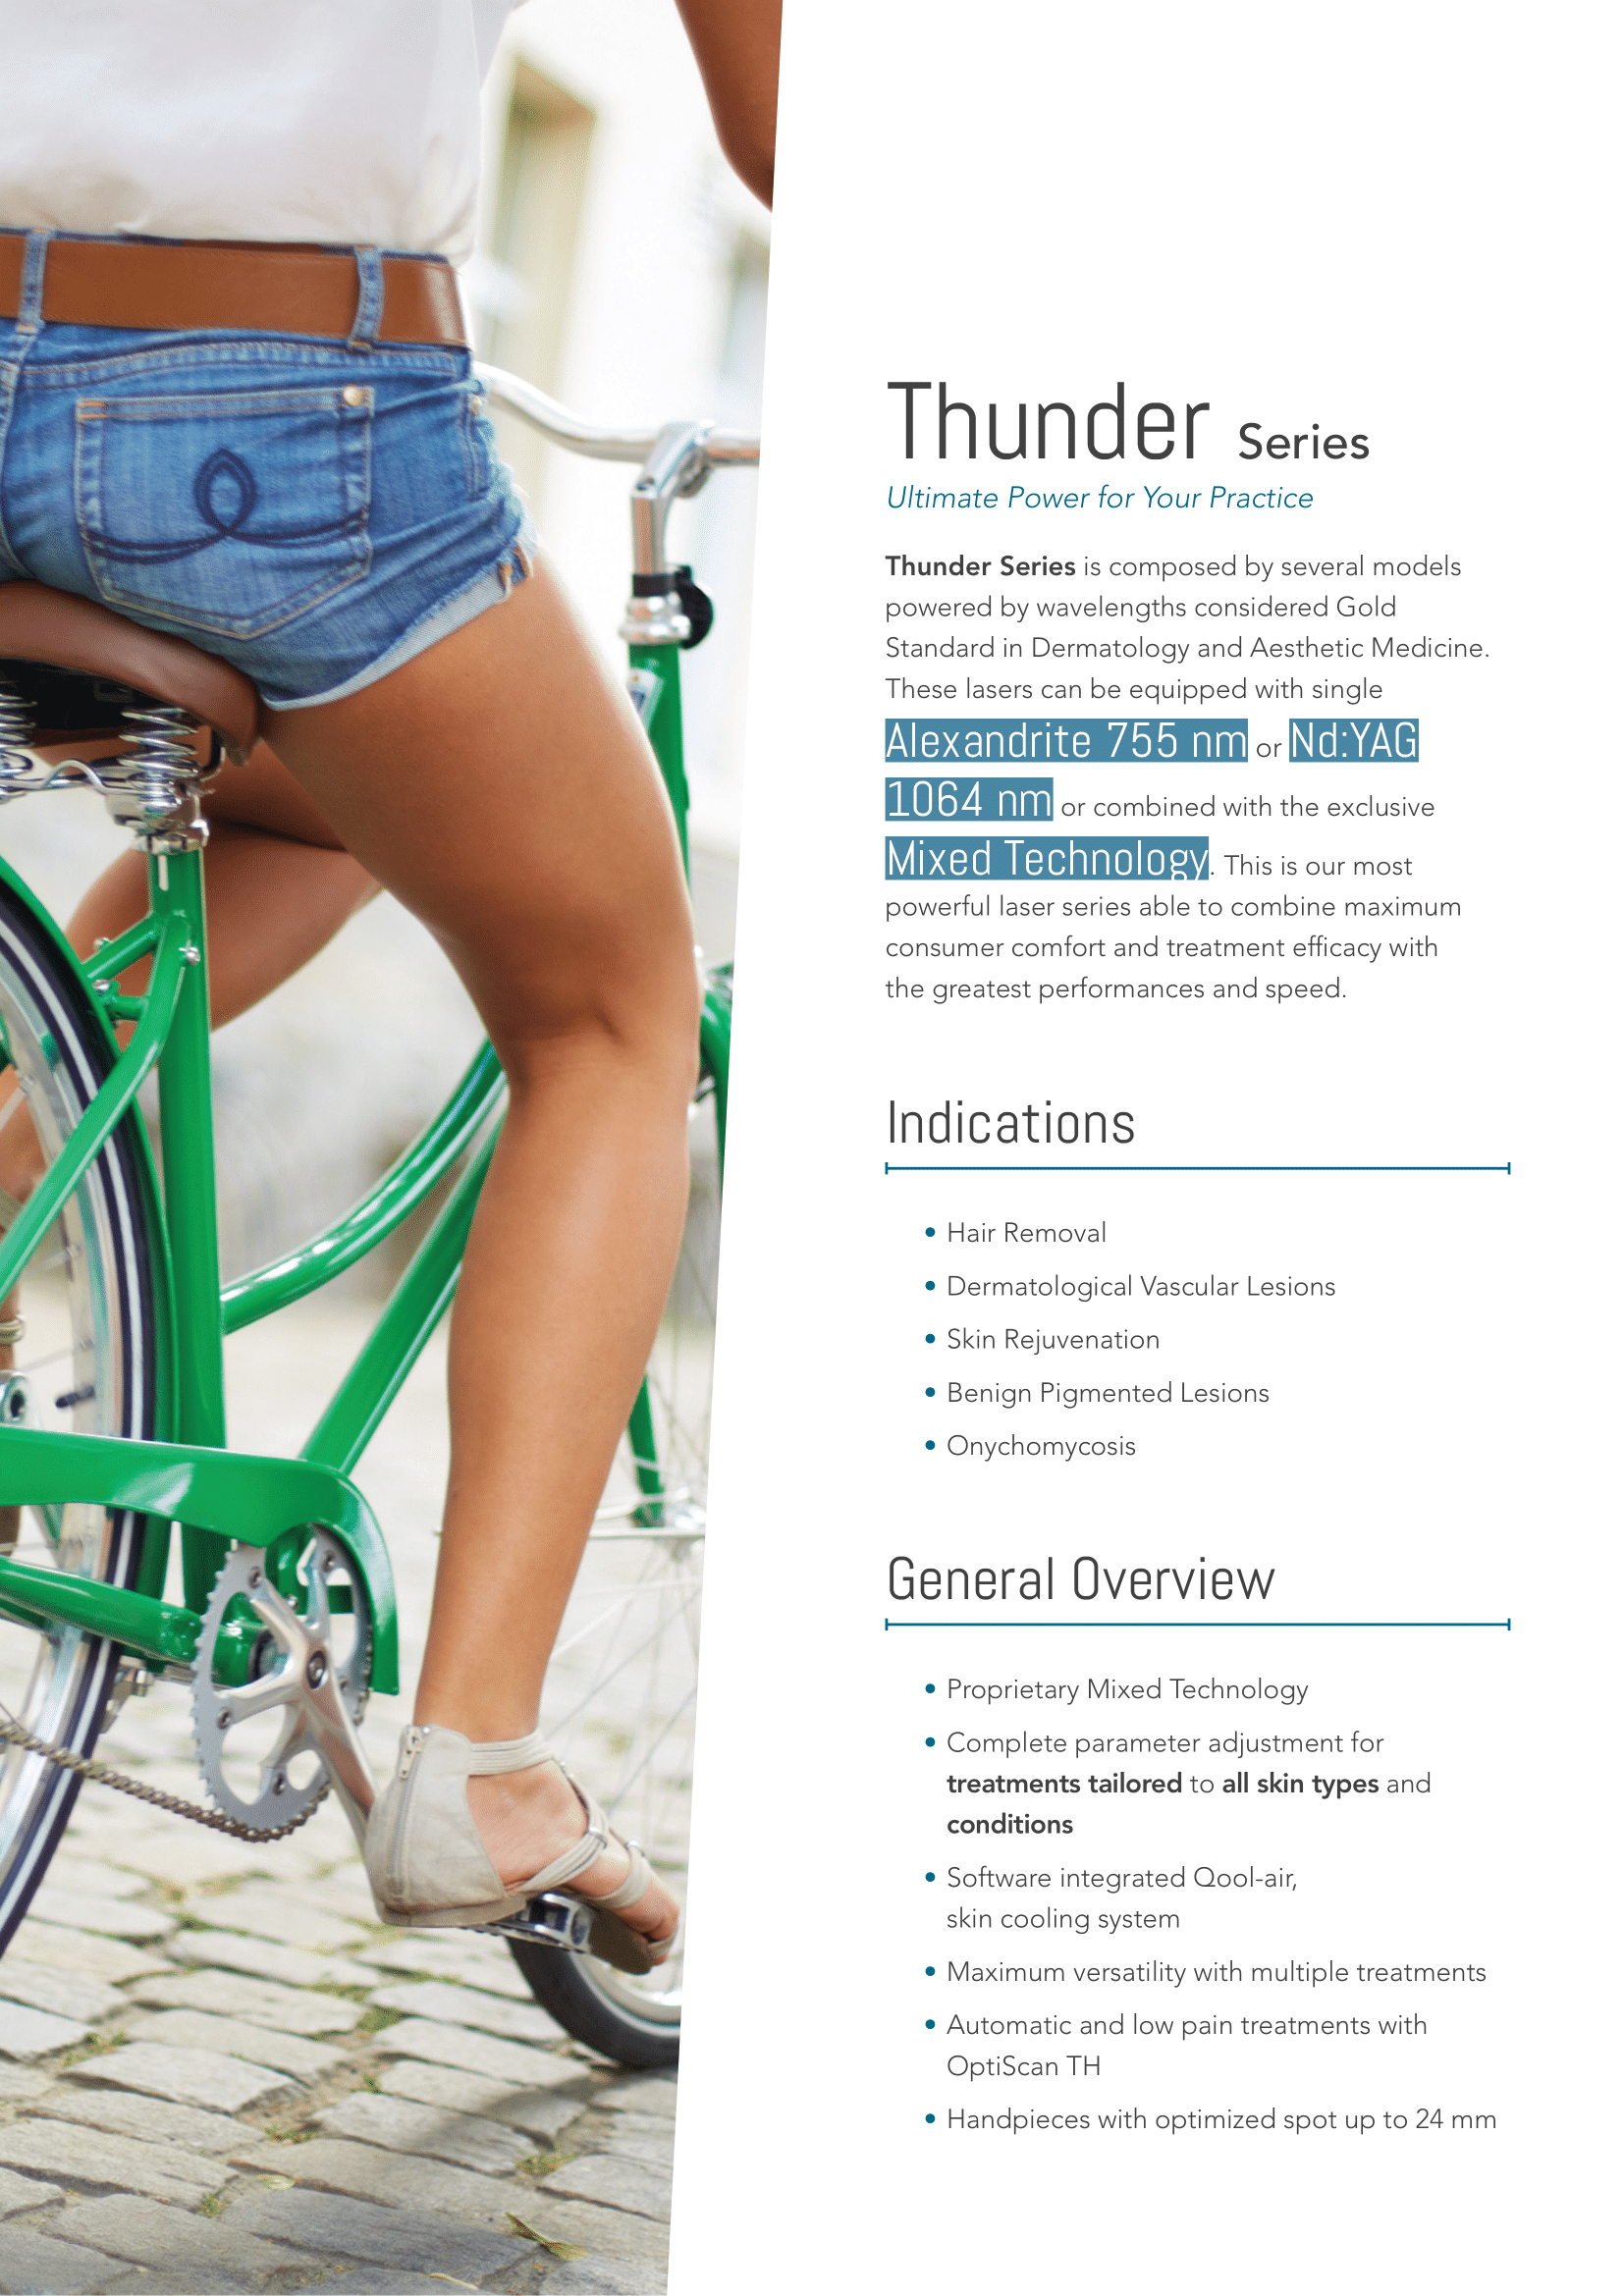 Thunder Series
Ultimate Power for Your Practice
Thunder Series is composed by several models
powered by wavelengths considered Gold
Standard in Dermatology and Aesthetic Medicine.
These lasers can be equipped with single
Alexandrite 755 nm or Nd:YAG
1064 nm or combined with the exclusive
Mixed Technology. This is our most
powerful laser series able to combine maximum
consumer comfort and treatment efficacy with
the greatest performances and speed.
Indications
• Hair Removal
• Dermatological Vascular Lesions
• Skin Rejuvenation
• Benign Pigmented Lesions
• Onychomycosis
General Overview
• Proprietary Mixed Technology
• Complete parameter adjustment for
treatments tailored to all skin types and
conditions
• Software integrated Qool-air,
skin cooling system
• Maximum versatility with multiple treatments
• Automatic and low pain treatments with
OptiScan TH
• Handpieces with optimized spot up to 24 mm